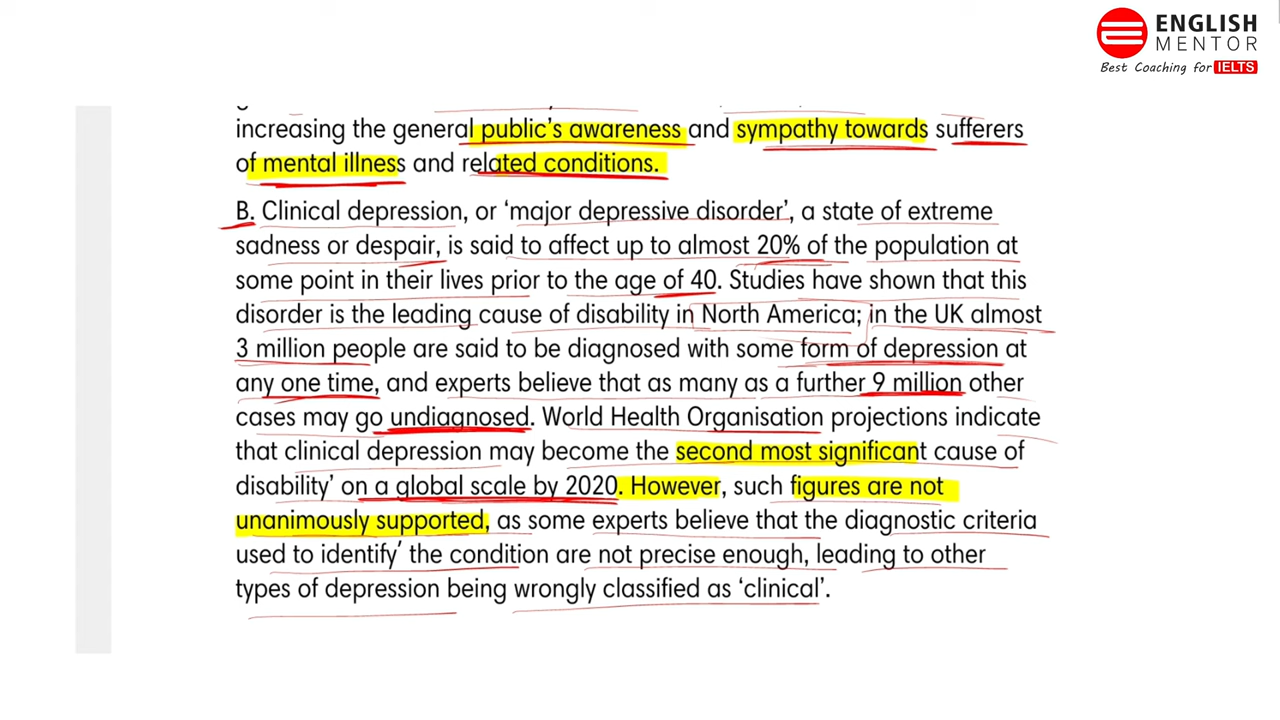 ENGLISH
MENTOR
Best Coaching for IELTS
increasing the general public's awareness and sympathy towards sufferers
of mental illness and related conditions.
B. Clinical depression, or ‘major depressive disorder’, a state of extreme
sadness or despair, is said to affect up to almost 20% of the population at
some point in their lives prior to the age of 40. Studies have shown that this
disorder is the leading cause of disability in North America; in the UK almost
3 million people are said to be diagnosed with some form of depression at
any one time, and experts believe that as many as a further 9 million other
cases may go undiagnosed. World Health Organisation projections indicate
that clinical depression may become the second most significant cause of
disability’ on a global scale by 2020. However, such figures are not
unanimously supported, as some experts believe that the diagnostic criteria
used to identify’ the condition are not precise enough, leading to other
types of depression being wrongly classified as ‘clinical’.